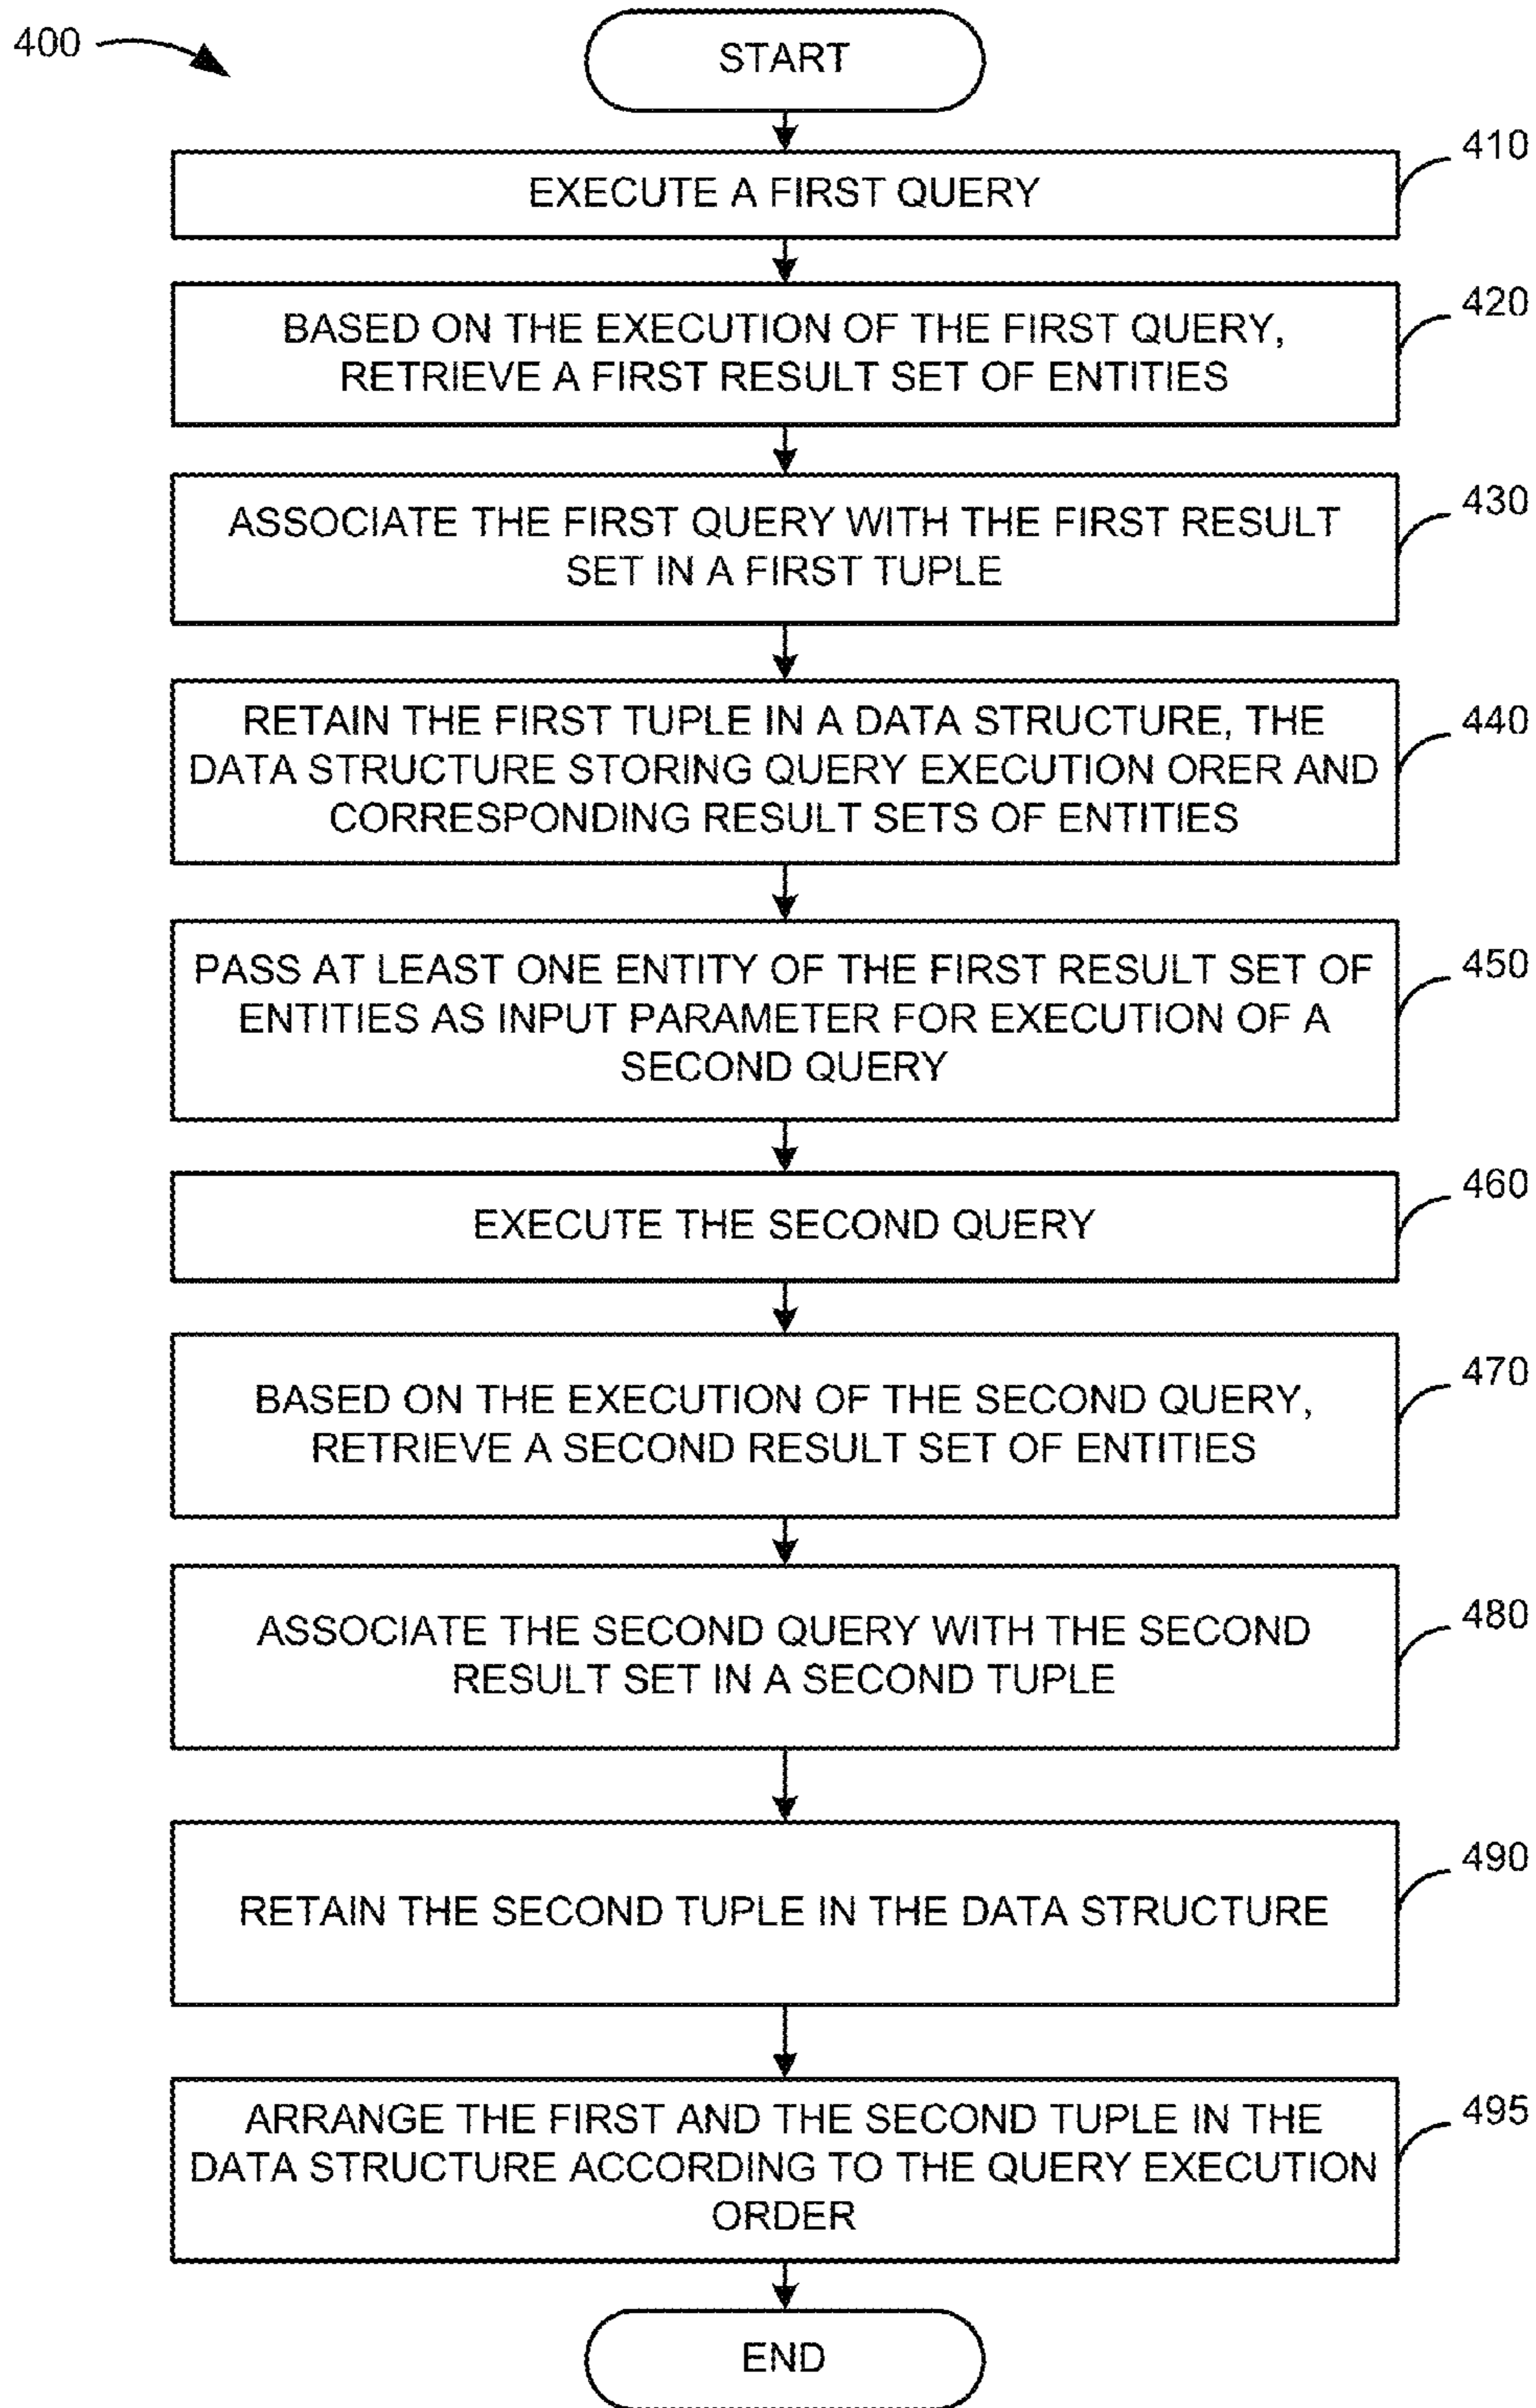 400
START
410
EXECUTE A FIRST QUERY
420
BASED ON THE EXECUTION OF THE FIRST QUERY,
RETRIEVE A FIRST RESULT SET OF ENTITIES
430
ASSOCIATE THE FIRST QUERY WITH THE FIRST RESULT
SET IN A FIRST TUPLE
440
RETAIN THE FIRST TUPLE IN A DATA STRUCTURE, THE
DATA STRUCTURE STORING QUERY EXECUTION ORER AND
CORRESPONDING RESULT SETS OF ENTITIES
450
PASS AT LEAST ONE ENTITY OF THE FIRST RESULT SET OF
ENTITIES AS INPUT PARAMETER FOR EXECUTION OF A
SECOND QUERY
460
EXECUTE THE SECOND QUERY
470
BASED ON THE EXECUTION OF THE SECOND QUERY,
RETRIEVE A SECOND RESULT SET OF ENTITIES
480
ASSOCIATE THE SECOND QUERY WITH THE SECOND
RESULT SET IN A SECOND TUPLE
490
RETAIN THE SECOND TUPLE IN THE DATA STRUCTURE
495
ARRANGE THE FIRST AND THE SECOND TUPLE IN THE
DATA STRUCTURE ACCORDING TO THE QUERY EXECUTION
ORDER
END